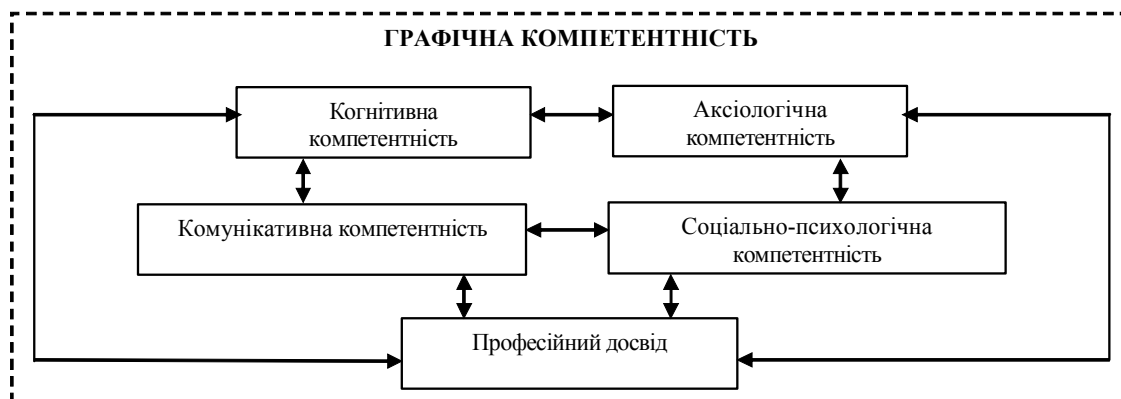 ГРАФІЧНА КОМПЕТЕНТНІСТЬ
Когнітивна
компетентність
Аксіологічна
компетентність
Комунікативна компетентність
Соціально-психологічна
компетентність
Професійний досвід